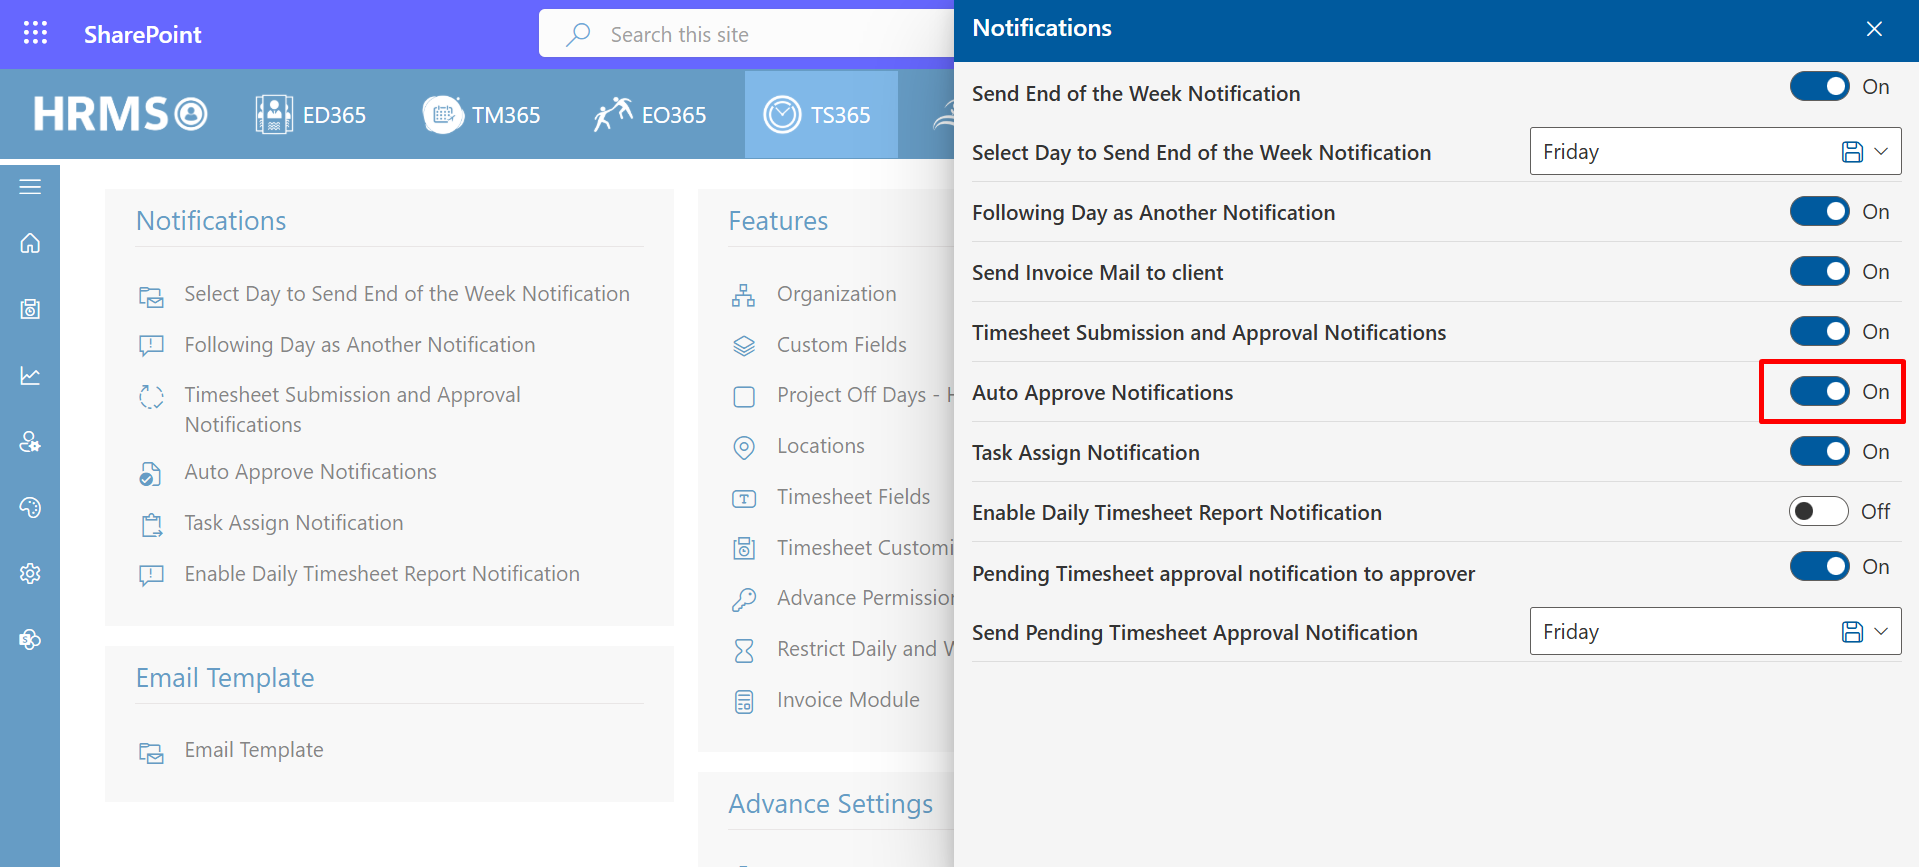 SharePoint
Search this site
HRMS
ED365
TM365
EO365
TS365
Notifications
Select Day to Send End of the Week Notification
Following Day as Another Notification
Timesheet Submission and Approval
Notifications
Auto Approve Notifications
Task Assign Notification
Enable Daily Timesheet Report Notification
Email Template
Email Template
Features
Organization
Custom Fields
Project Off Days -
Locations
Timesheet Fields
Timesheet Customi
Advance Permission
Restrict Daily and W
Invoice Module
Advance Settings
Notifications
Send End of the Week Notification On
Select Day to Send End of the Week Notification Friday
Following Day as Another Notification On
Send Invoice Mail to client On
Timesheet Submission and Approval Notifications On
Auto Approve Notifications On
Task Assign Notification On
Enable Daily Timesheet Report Notification Off
Pending Timesheet approval notification to approver On
Send Pending Timesheet Approval Notification Friday